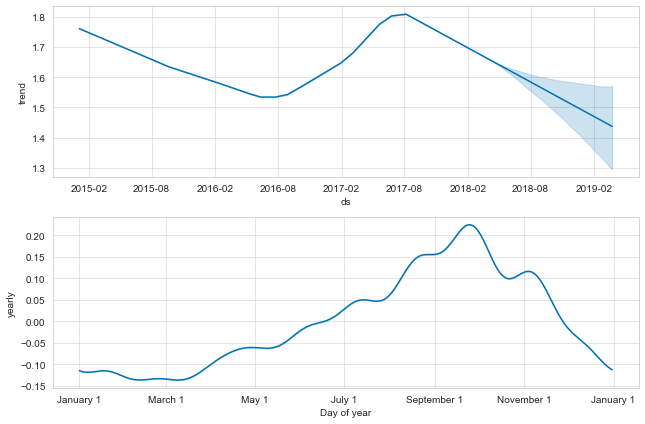 1.8
1.7
1.6
1.5
1.4
1.3
trend
2015-02 2015-08 2016-02 2016-08 2017-02 2017-08 2018-02 2018-08 2019-02
ds
0.20
0.15
0.10
0.05
0.00
−0.05
−0.10
−0.15
yearly
January 1 March 1 May 1 July 1 September 1 November 1 January 1
Day of year